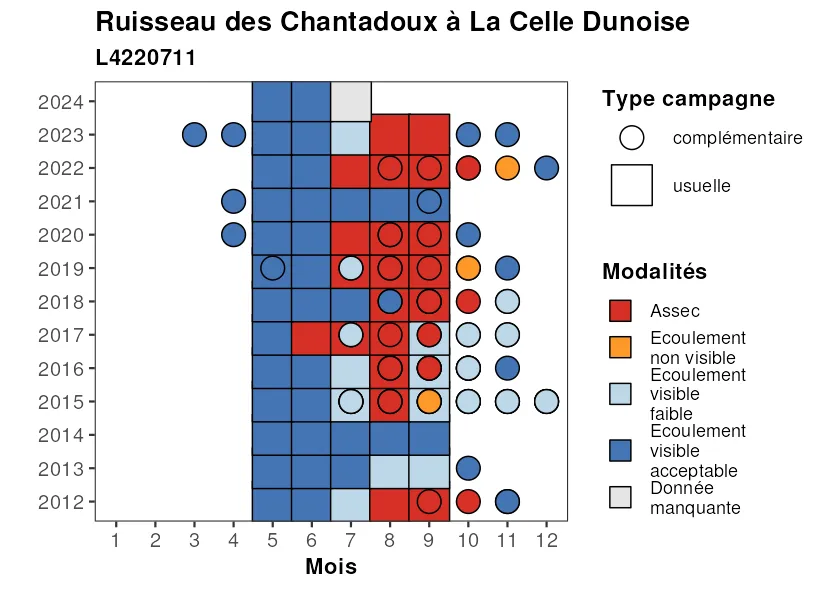 Ruisseau des Chantadoux à La Celle Dunoise
L4220711
2024
2023
2022
2021
2020
2019
2018
2017
2016
2015
2014
2013
2012
1 2 3 4 5 6 7 8 9 10 11 12
Mois
Type campagne
complémentaire
usuelle
Modalités
Assec
Ecoulement
non visible
Ecoulement
visible
faible
Ecoulement
visible
acceptable
Donnée
manquante